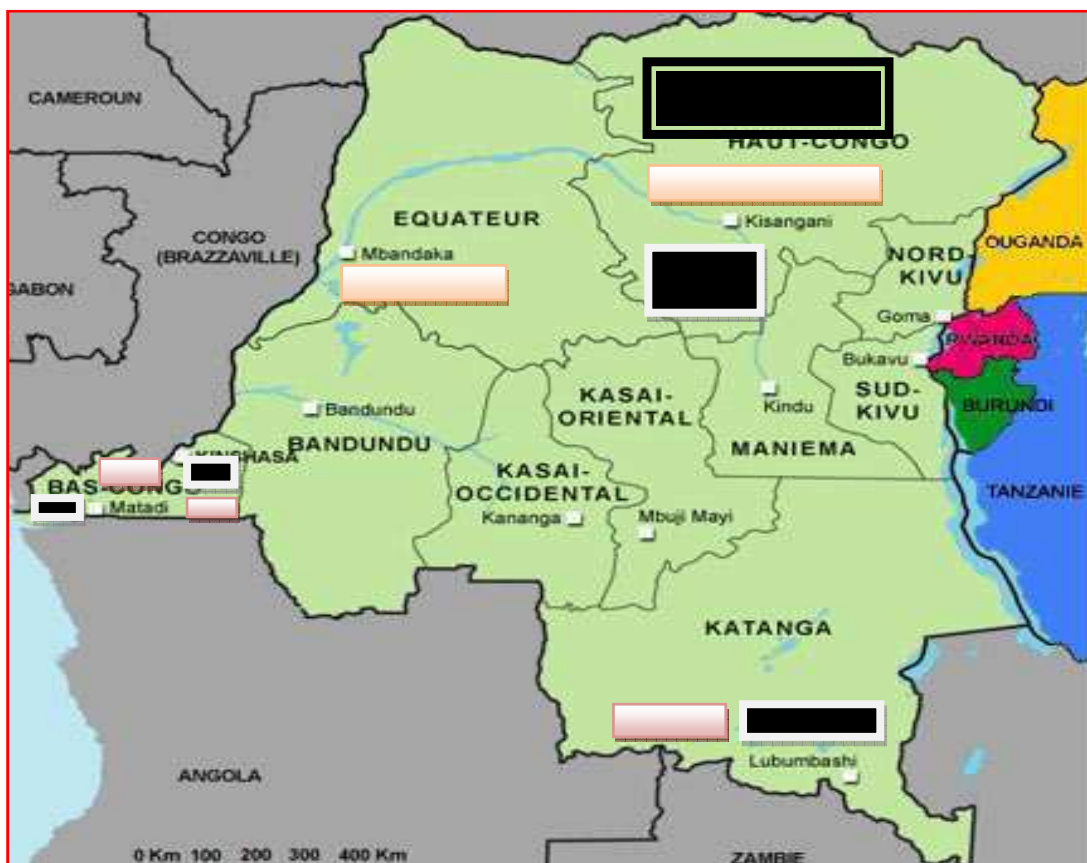 CAMEROUN
HAUT-CONGO
EQUATEUR
Kisangani
CONGO
(BRAZZAVILLE)
Mbandaka
NORD-
KIVU
OUGANDA
GABON
Goma
RWANDA
Bukavu
KASAI-
ORIENTAL
Kindu
SUD-
KIVU
BURUNDI
Bandundu
BANDUNDU
MANIEMA
KINSHASA
KASAI-
OCCIDENTAL
BAS-CONGO
TANZANIE
Matadi
Kananga
Mbuji Mayi
KATANGA
Lubumbashi
ANGOLA
0 Km 100 200 300 400 Km
ZAMBIE